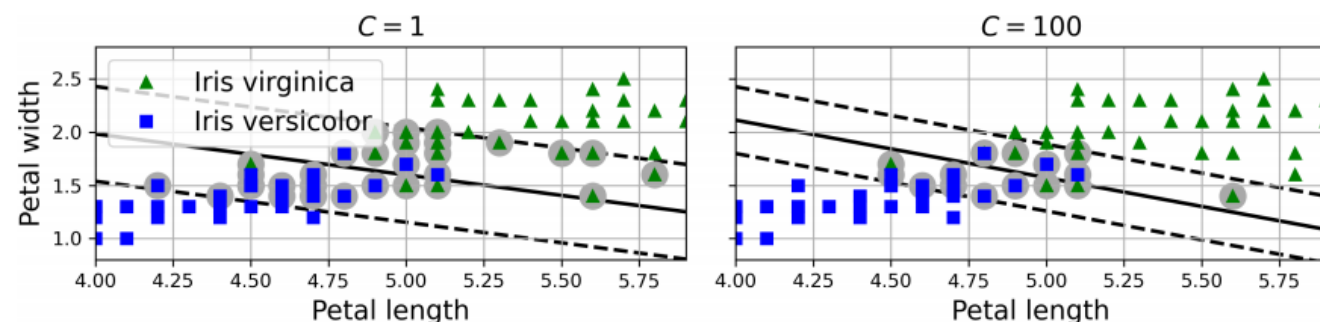 C = 1
Iris virginica
Iris versicolor
Petal width
2.5
2.0
1.5
1.0
4.00 4.25 4.50 4.75 5.00 5.25 5.50 5.75
Petal length
C = 100
4.00 4.25 4.50 4.75 5.00 5.25 5.50 5.75
Petal length